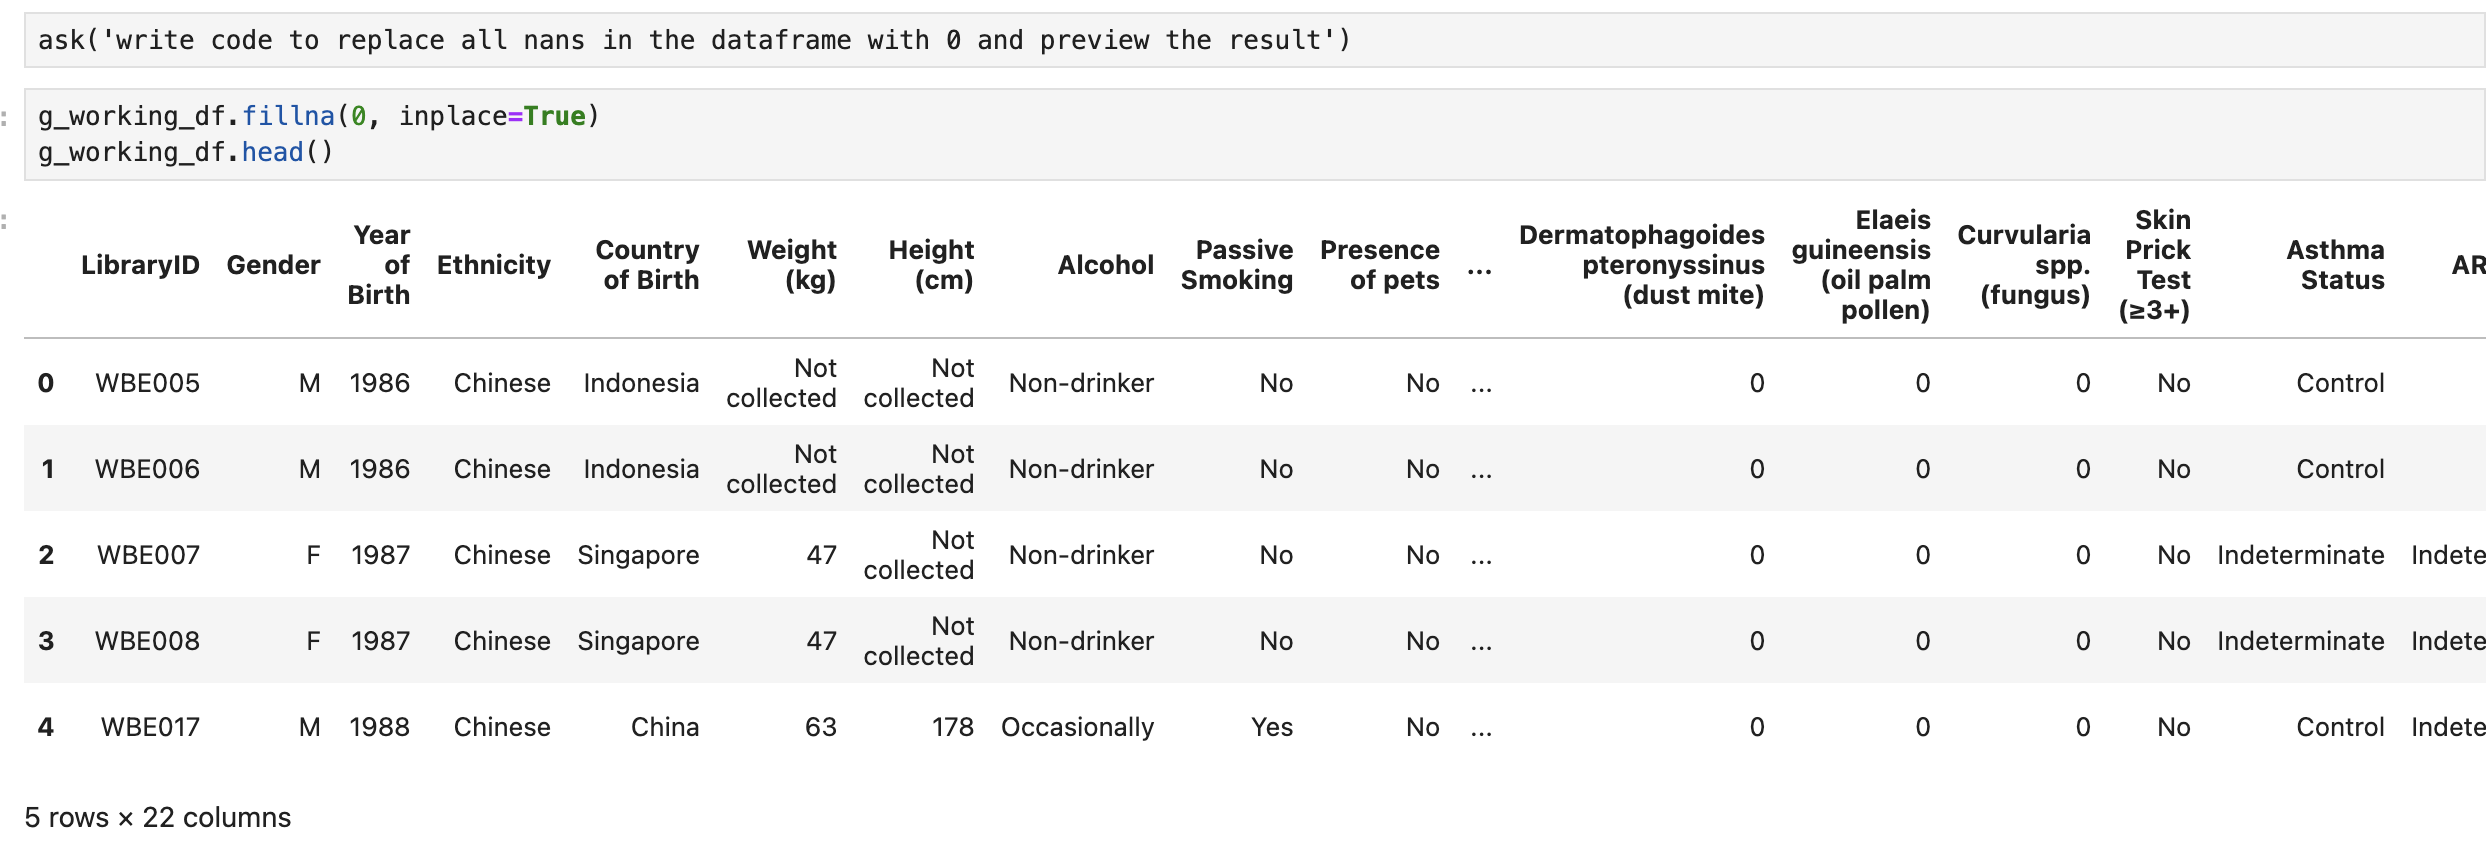 ask('write code to replace all nans in the dataframe with 0 and preview the result')
:
g_working_df.fillna(0, inplace=True)
g_working_df.head()
:
LibraryID Gender Year of Birth Ethnicity Country of Birth Weight (kg) Height (cm) Alcohol Passive Smoking Presence of pets ... Dermatophagoides pteronyssinus (dust mite) Elaeis guineensis (oil palm pollen) Curvularia spp. (fungus) Skin Prick Test (≥3+) Asthma Status AR
0 WBE005 M 1986 Chinese Indonesia Not collected Not collected Non-drinker No No ... 0 0 0 No Control
1 WBE006 M 1986 Chinese Indonesia Not collected Not collected Non-drinker No No ... 0 0 0 No Control
2 WBE007 F 1987 Chinese Singapore 47 Not collected Non-drinker No No ... 0 0 0 No Indeterminate Indete
3 WBE008 F 1987 Chinese Singapore 47 Not collected Non-drinker No No ... 0 0 0 No Indeterminate Indete
4 WBE017 M 1988 Chinese China 63 178 Occasionally Yes No ... 0 0 0 No Control Indete
5 rows × 22 columns